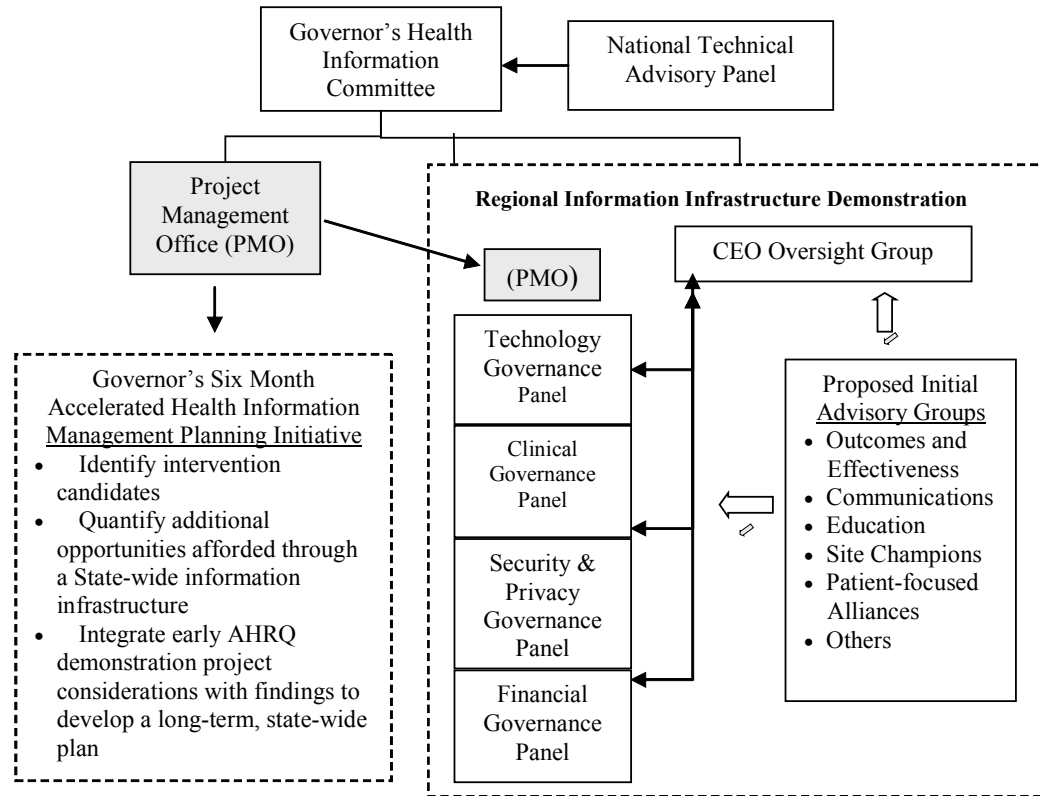 Governor’s Health
Information
Committee
National Technical
Advisory Panel
Project
Management
Office (PMO)
Regional Information Infrastructure Demonstration
(PMO)
CEO Oversight Group
Technology
Governance
Panel
Clinical
Governance
Panel
Security &
Privacy
Governance
Panel
Financial
Governance
Panel
Proposed Initial
Advisory Groups
• Outcomes and
Effectiveness
• Communications
• Education
• Site Champions
• Patient-focused
Alliances
• Others
Governor’s Six Month
Accelerated Health Information
Management Planning Initiative
• Identify intervention
candidates
• Quantify additional
opportunities afforded through
a State-wide information
infrastructure
• Integrate early AHRQ
demonstration project
considerations with findings to
develop a long-term, state-wide
plan